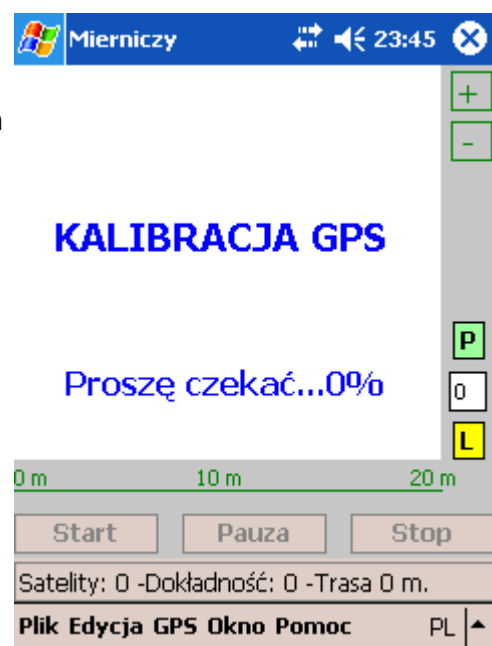 Mierniczy 23:45
+
-
KALIBRACJA GPS
Proszę czekać...0%
P
0
L
0 m 10 m 20 m
Start Pauza Stop
Satelity: 0 -Dokładność: 0 -Trasa 0 m.
Plik Edycja GPS Okno Pomoc PL